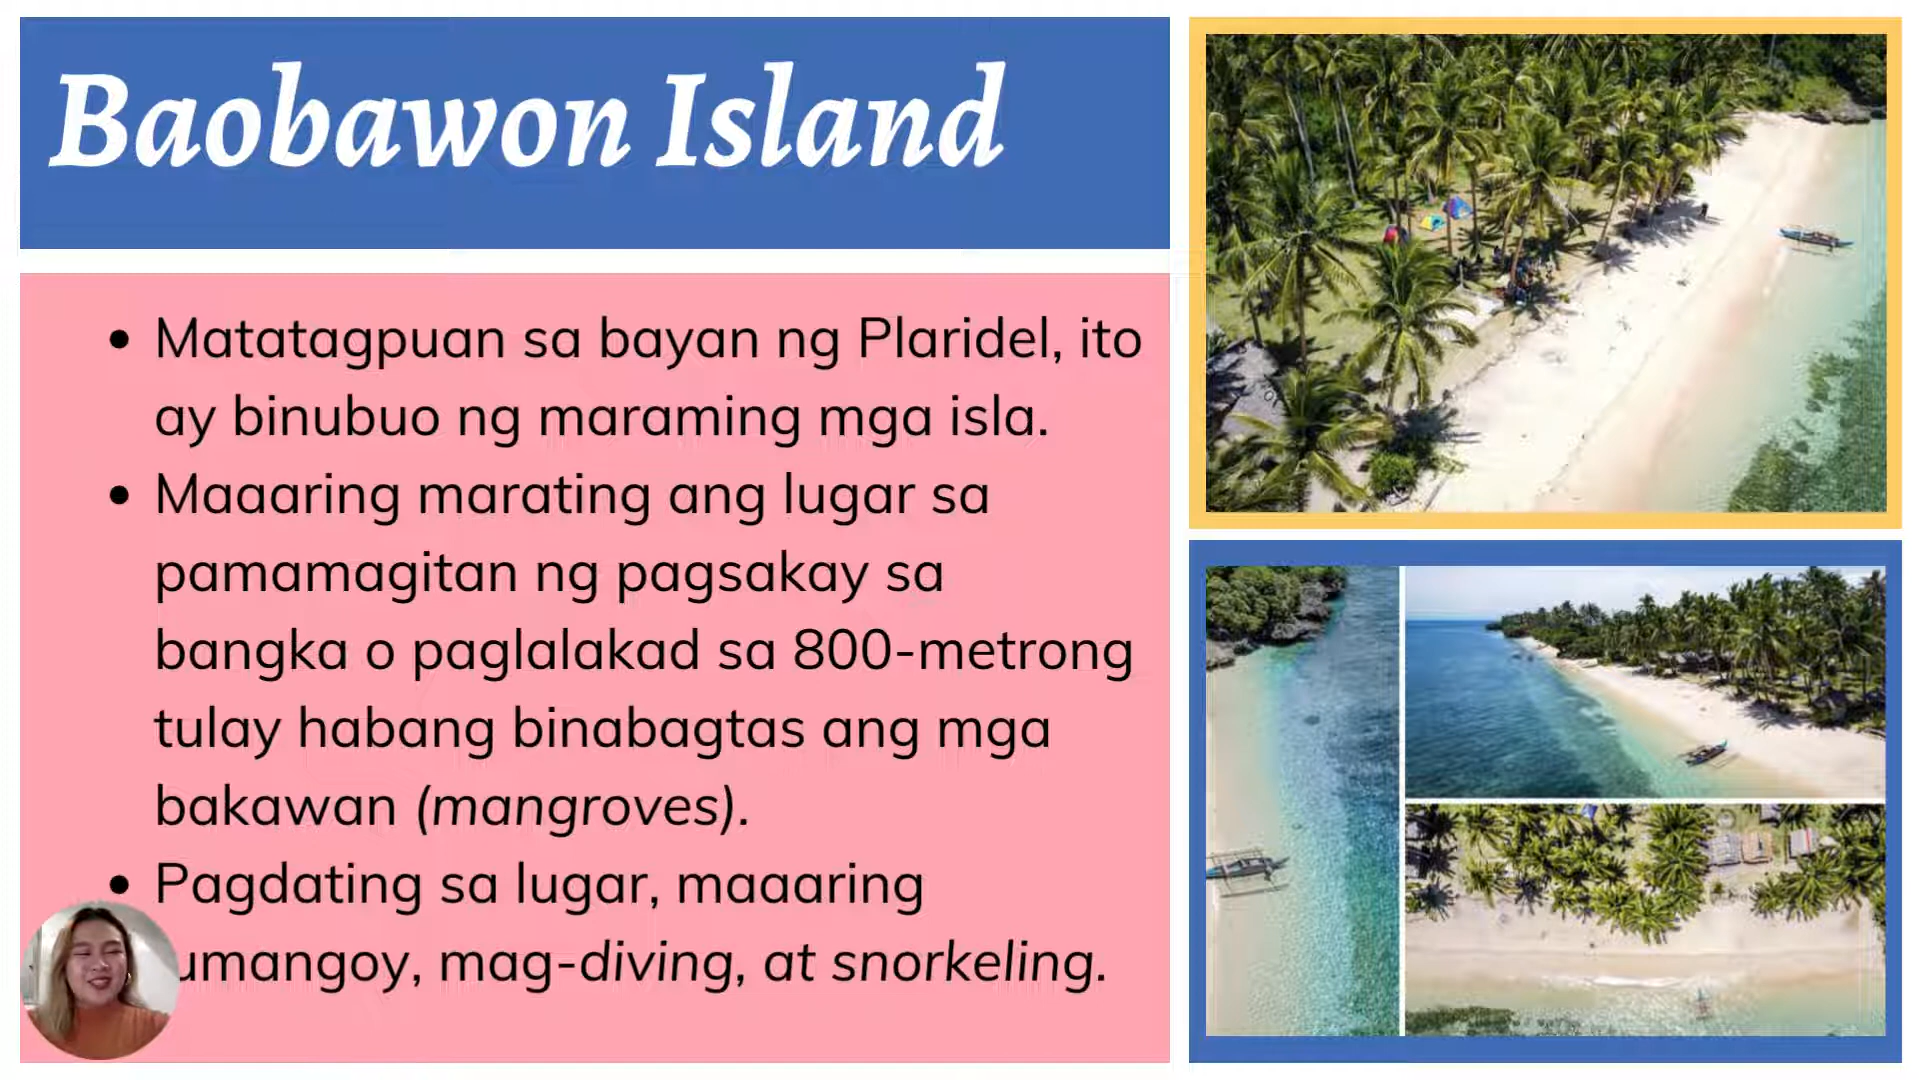 Baobawon Island
• Matatagpuan sa bayan ng Plaridel, ito
ay binubuo ng maraming mga isla.
• Maaaring marating ang lugar sa
pamamagitan ng pagsakay sa
bangka o paglalakad sa 800-metrong
tulay habang binabagtas ang mga
bakawan (mangroves).
• Pagdating sa lugar, maaaring
mag-diving, at snorkeling.